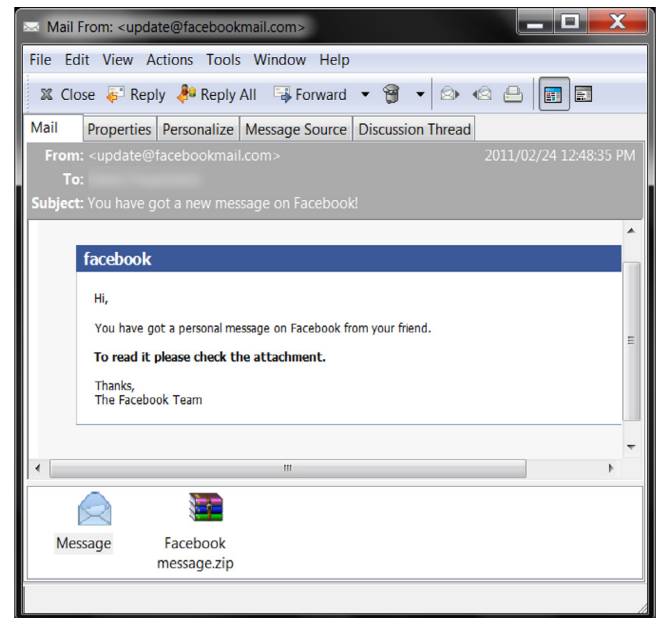 Mail From: <update@facebookmail.com>
File Edit View Actions Tools Window Help
Close Reply Reply All Forward
Mail Properties Personalize Message Source Discussion Thread
From: <update@facebookmail.com> 2011/02/24 12:48:35 PM
To:
Subject: You have got a new message on Facebook!
facebook
Hi,
You have got a personal message on Facebook from your friend.
To read it please check the attachment.
Thanks,
The Facebook Team
Message Facebook
message.zip